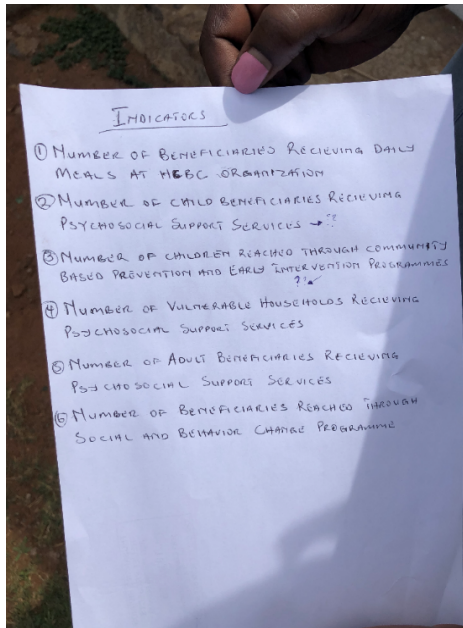 INDICATORS
① NUMBER OF BENEFICIARIES RECIEVING DAILY
MEALS AT HCBC ORGANIZATION
② NUMBER OF CHILD BENEFICIARIES RECIEVING
PSYCHOSOCIAL SUPPORT SERVICES → ??
③ NUMBER OF CHILDREN REACHED THROUGH COMMUNITY
BASED PREVENTION AND EARLY INTERVENTION PROGRAMMES
??
④ NUMBER OF VULNERABLE HOUSEHOLDS RECIEVING
PSYCHOSOCIAL SUPPORT SERVICES
⑤ NUMBER OF ADULT BENEFICIARIES RECIEVING
PSYCHOSOCIAL SUPPORT SERVICES
⑥ NUMBER OF BENEFICIARIES REACHED THROUGH
SOCIAL AND BEHAVIOR CHANGE PROGRAMME